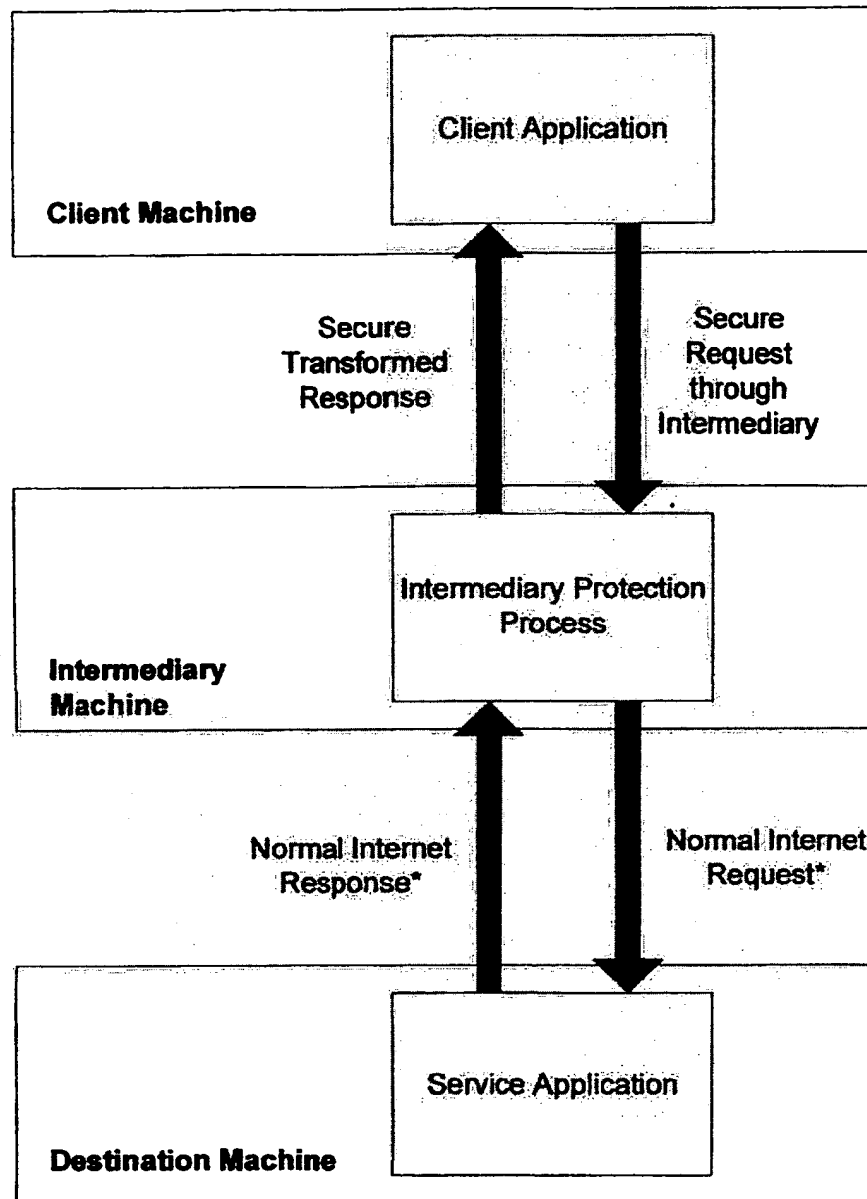 Client Application
Client Machine
Secure
Transformed
Response
Secure
Request
through
Intermediary
Intermediary Protection
Process
Intermediary
Machine
Normal Internet
Response*
Normal Internet
Request*
Service Application
Destination Machine